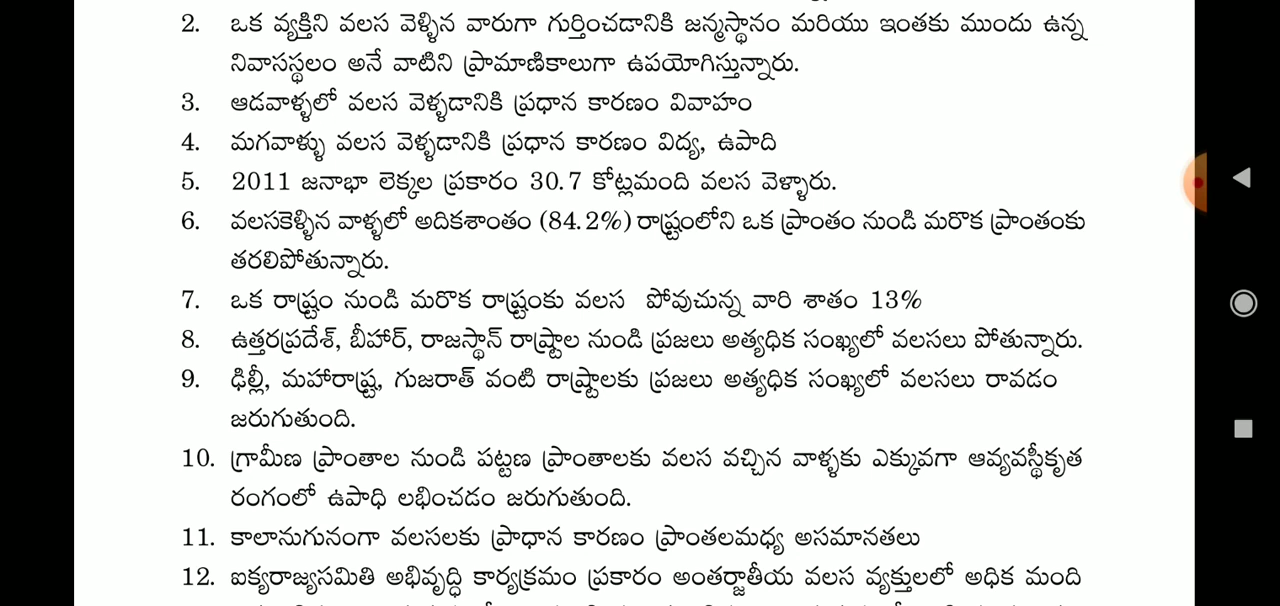 2. ఒక వ్యక్తిని వలస వెళ్ళిన వారుగా గుర్తించడానికి జన్మస్థానం మరియు ఇంతకు ముందు ఉన్న
నివాసస్థలం అనే వాటిని ప్రామాణికాలుగా ఉపయోగిస్తున్నారు.
3. ఆడవాళ్ళలో వలస వెళ్ళడానికి ప్రధాన కారణం వివాహం
4. మగవాళ్ళు వలస వెళ్ళడానికి ప్రధాన కారణం విద్య, ఉపాది
5. 2011 జనాభా లెక్కల ప్రకారం 30.7 కోట్లమంది వలస వెళ్ళారు.
6. వలసకెళ్ళిన వాళ్ళలో అదికశాంతం (84.2%) రాష్ట్రంలోని ఒక ప్రాంతం నుండి మరొక ప్రాంతంకు
తరలిపోతున్నారు.
7. ఒక రాష్ట్రం నుండి మరొక రాష్ట్రంకు వలస పోవుచున్న వారి శాతం 13%
8. ఉత్తరప్రదేశ్, బీహార్, రాజస్థాన్ రాష్ట్రాల నుండి ప్రజలు అత్యధిక సంఖ్యలో వలసలు పోతున్నారు.
9. ఢిల్లీ, మహారాష్ట్ర, గుజరాత్ వంటి రాష్ట్రాలకు ప్రజలు అత్యధిక సంఖ్యలో వలసలు రావడం
జరుగుతుంది.
10. గ్రామీణ ప్రాంతాల నుండి పట్టణ ప్రాంతాలకు వలస వచ్చిన వాళ్ళకు ఎక్కువగా ఆవ్యవస్థీకృత
రంగంలో ఉపాధి లభించడం జరుగుతుంది.
11. కాలానుగునంగా వలసలకు ప్రాధాన కారణం ప్రాంతలమధ్య అసమానతలు
12. ఐక్యరాజ్యసమితి అభివృద్ధి కార్యక్రమం ప్రకారం అంతర్జాతీయ వలస వ్యక్తులలో అధిక మంది